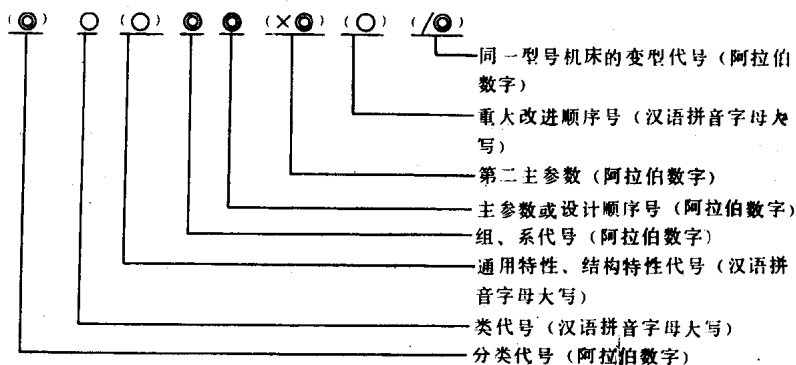 (◎) ○ (○) ◎ ◎ (×◎) (○) (/◎)
同一型号机床的变型代号(阿拉伯
数字)
重大改进顺序号(汉语拼音字母大
写)
第二主参数(阿拉伯数字)
主参数或设计顺序号(阿拉伯数字)
组、系代号(阿拉伯数字)
通用特性、结构特性代号(汉语拼
音字母大写)
类代号(汉语拼音字母大写)
分类代号(阿拉伯数字)